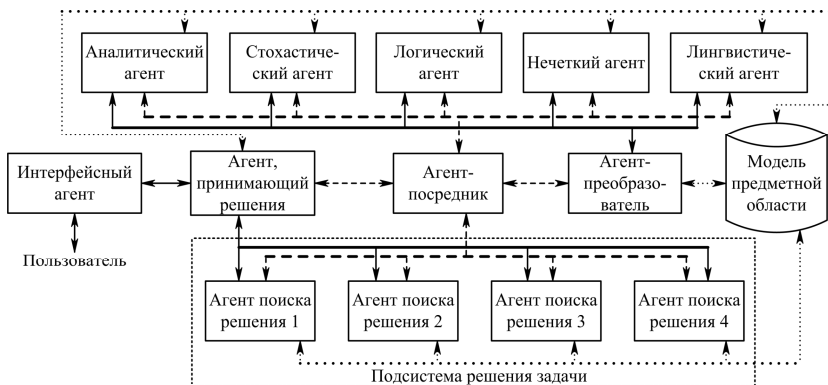 Аналитический
агент
Стохастиче-
ский агент
Логический
агент
Нечеткий агент
Лингвистиче-
ский агент
Интерфейсный
агент
Агент,
принимающий
решения
Агент-
посредник
Агент-
преобразо-
ватель
Модель
предметной
области
Пользователь
Агент поиска
решения 1
Агент поиска
решения 2
Агент поиска
решения 3
Агент поиска
решения 4
Подсистема решения задачи